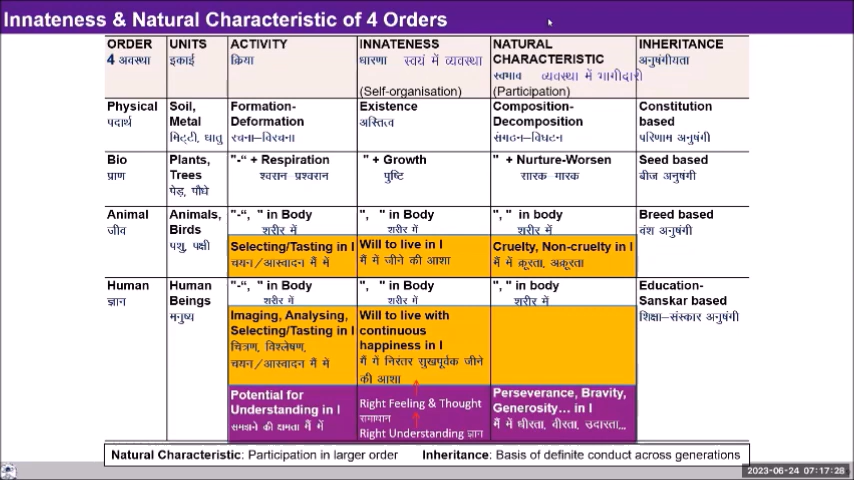 Innateness & Natural Characteristic of 4 Orders
ORDER
4 अवस्था
UNITS
इकाई
ACTIVITY
क्रिया
INNATENESS
धारणा स्वयं में व्यवस्था
(Self-organisation)
NATURAL
CHARACTERISTIC
स्वभाव व्यवस्था में भागीदारी
(Participation)
INHERITANCE
अनुषंगीयता
Physical
पदार्थ
Soil,
Metal
मिट्टी, धातु
Formation-
Deformation
रचना–विरचना
Existence
अस्तित्व
Composition-
Decomposition
संगठन–विघटन
Constitution
based
परिणाम अनुषंगी
Bio
प्राण
Plants,
Trees
पेड़, पौधे
"-“ + Respiration
श्वसन प्रश्वसन
" + Growth
पुष्टि
" + Nurture-Worsen
सारक मारक
Seed based
बीज अनुषंगी
Animal
जीव
Animals,
Birds
पशु, पक्षी
"-“, " in Body
शरीर में
Selecting/Tasting in I
चयन/आस्वादन मैं में
", " in Body
शरीर में
Will to live in I
मैं में जीने की आशा
", " in body
शरीर में
Cruelty, Non-cruelty in I
मैं में क्रूरता, अक्रूरता
Breed based
वंश अनुषंगी
Human
ज्ञान
Human
Beings
मनुष्य
"-“, " in Body
शरीर में
Imaging, Analysing,
Selecting/Tasting in I
चित्रण, विश्लेषण,
चयन/आस्वादन मैं में
Potential for
Understanding in I
समझने की क्षमता मैं में
", " in Body
शरीर में
Will to live with
continuous
happiness in I
मैं में निरंतर सुखपूर्वक जीने
की आशा
Right Feeling & Thought
समाधान
Right Understanding ज्ञान
", " in body
शरीर में
Perseverance, Bravity,
Generosity… in I
मैं में धीरता, वीरता, उदारता…
Education-
Sanskar based
शिक्षा–संस्कार अनुषंगी
Natural Characteristic: Participation in larger order Inheritance: Basis of definite conduct across generations
2023-06-24 07:17:28